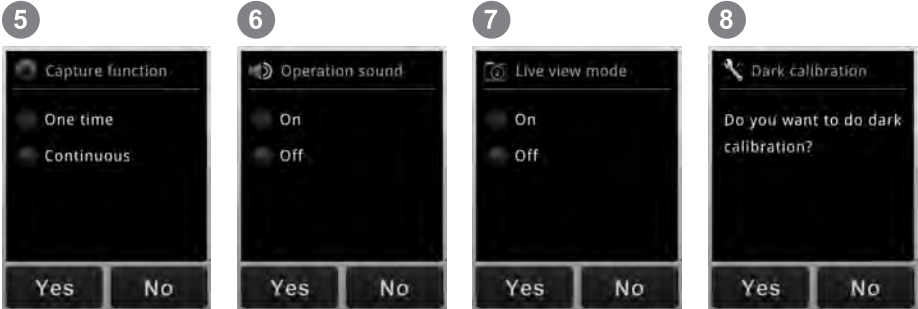 5
Capture function
One time
Continuous
Yes No
6
Operation sound
On
Off
Yes No
7
Live view mode
On
Off
Yes No
8
Dark calibration
Do you want to do dark
calibration?
Yes No